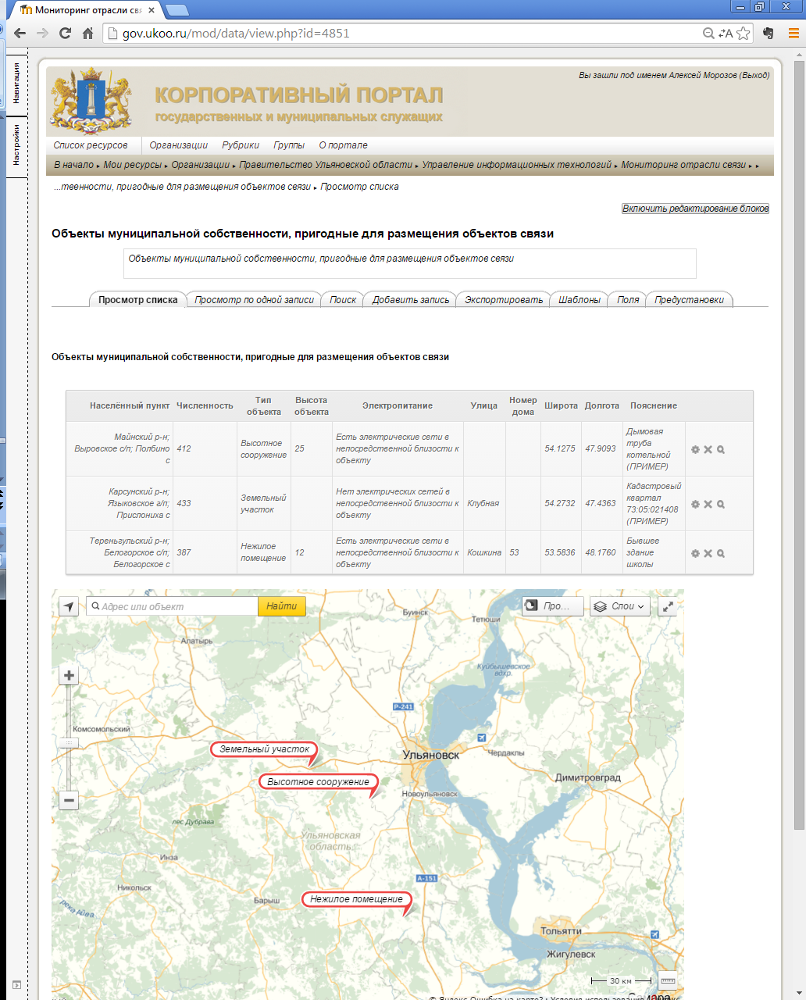 Мониторинг отрасли свя
gov.ukoo.ru/mod/data/view.php?id=4851
Навигация
Настройки
Вы зашли под именем Алексей Морозов (Выход)
КОРПОРАТИВНЫЙ ПОРТАЛ
государственных и муниципальных служащих
Список ресурсов Организации Рубрики Группы О портале
В начало ▸ Мои ресурсы ▸ Организации ▸ Правительство Ульяновской области ▸ Управление информационных технологий ▸ Мониторинг отрасли связи ▸ ▸
...твенности, пригодные для размещения объектов связи ▸ Просмотр списка
Включить редактирование блоков
Объекты муниципальной собственности, пригодные для размещения объектов связи
Объекты муниципальной собственности, пригодные для размещения объектов связи
Просмотр списка Просмотр по одной записи Поиск Добавить запись Экспортировать Шаблоны Поля Предустановки
Объекты муниципальной собственности, пригодные для размещения объектов связи
Населённый пункт Численность Тип объекта Высота объекта Электропитание Улица Номер дома Широта Долгота Пояснение
Майнский р-н; Выровское с/п; Полбино с 412 Высотное сооружение 25 Есть электрические сети в непосредственной близости к объекту 54.1275 47.9093 Дымовая труба котельной (ПРИМЕР)
Карсунский р-н; Языковское г/п; Прислониха с 433 Земельный участок Нет электрических сетей в непосредственной близости к объекту Клубная 54.2732 47.4363 Кадастровый квартал 73:05:021408 (ПРИМЕР)
Тереньгульский р-н; Белогорское с/п; Белогорское с 387 Нежилое помещение 12 Есть электрические сети в непосредственной близости к объекту Кошкина 53 53.5836 48.1760 Бывшее здание школы
Адрес или объект Найти Про... Слои
Буинск
Тетюши
Алатырь
Куйбышевское
вдхр.
Р-241
Комсомольский
Земельный участок
Ульяновск
Чердаклы
Высотное сооружение
Димитровград
Новоульяновск
лес Дубрава
Ульяновская
область
Инза
А-151
Никольск
Барыш
Нежилое помещение
река Айва
Тольятти
Жигулевск
30 км